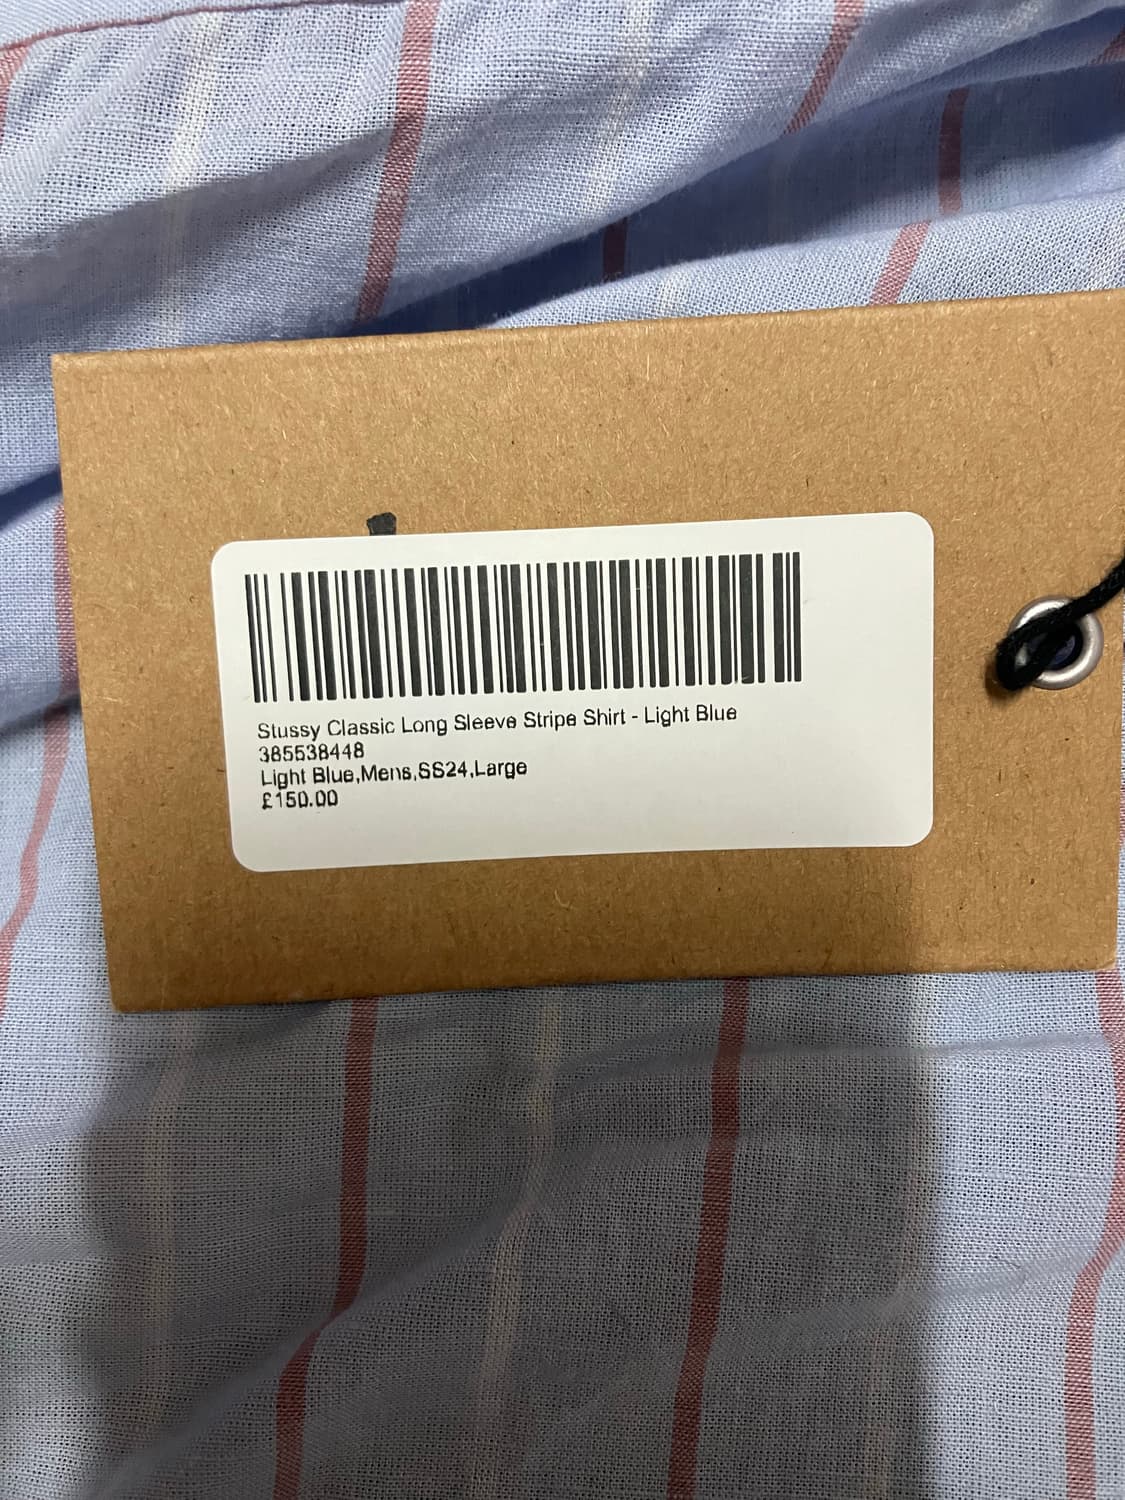 Stussy Classic Long Sleeve Stripe Shirt - Light Blue
385538448
Light Blue,Mens,SS24,Large
£150.00